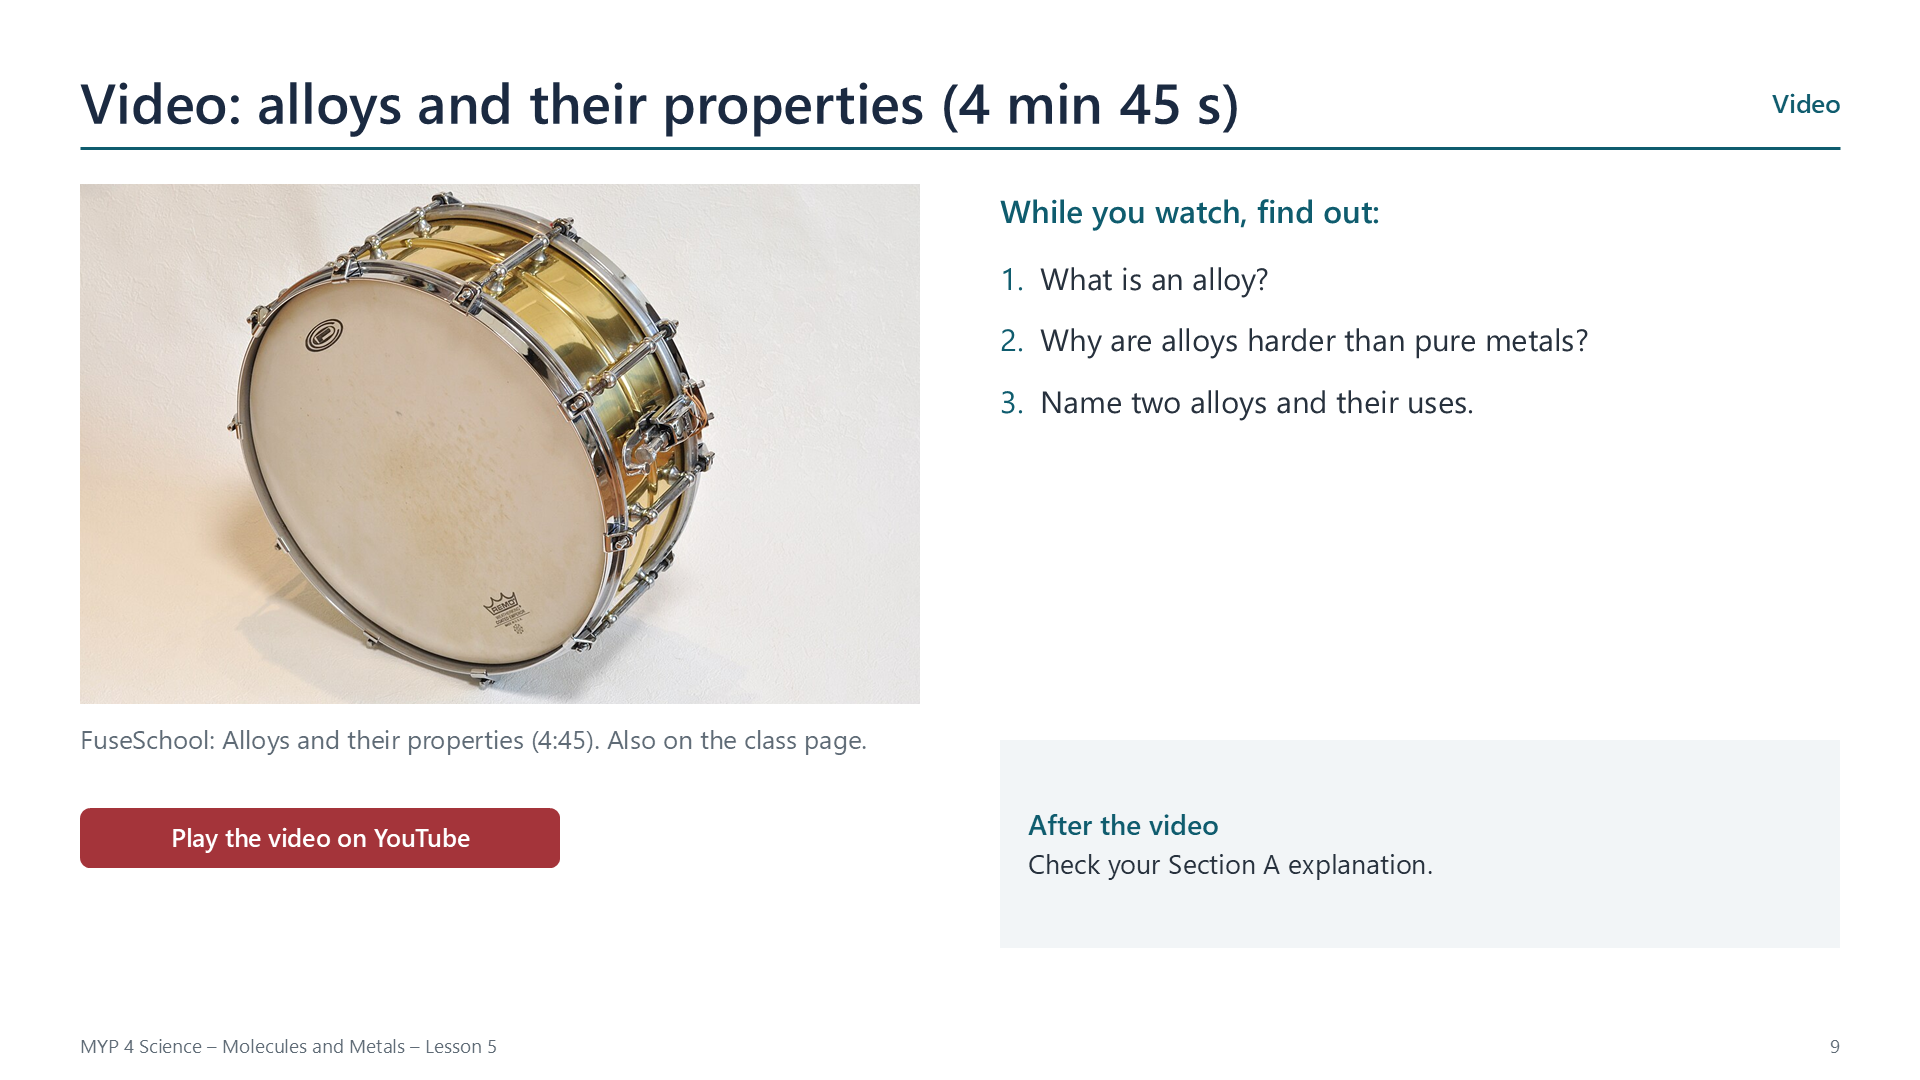 Video: alloys and their properties (4 min 45 s)
Video
REMO
FuseSchool: Alloys and their properties (4:45). Also on the class page.
Play the video on YouTube
While you watch, find out:
1. What is an alloy?
2. Why are alloys harder than pure metals?
3. Name two alloys and their uses.
After the video
Check your Section A explanation.
MYP 4 Science – Molecules and Metals – Lesson 5
9